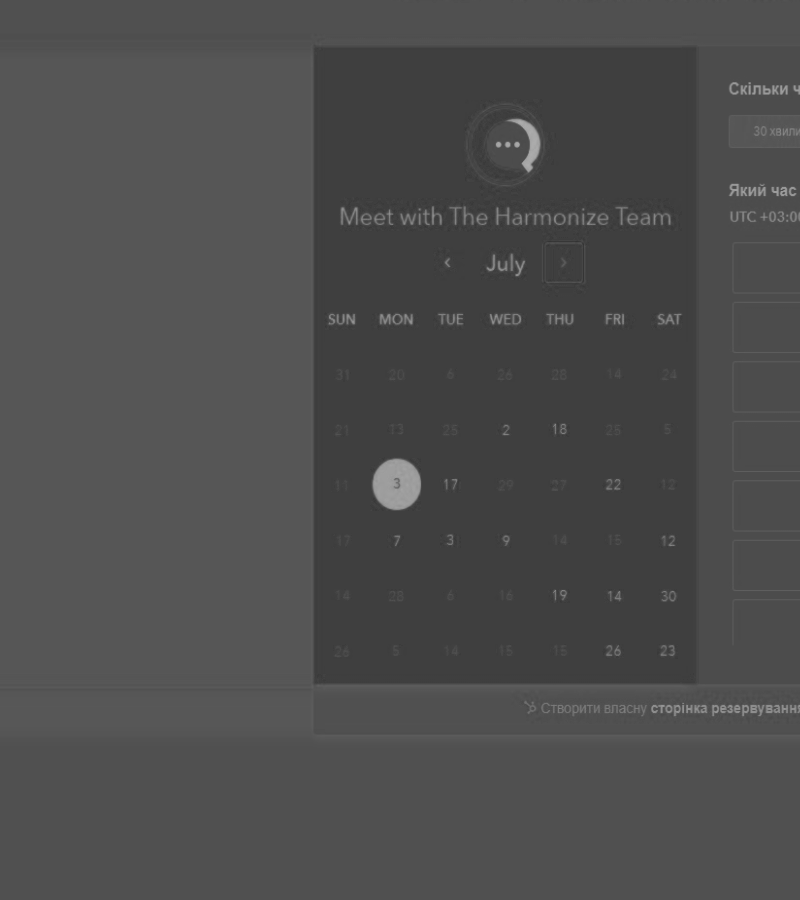 Meet with The Harmonize Team
‹ July ›
SUN MON TUE WED THU FRI SAT
31 20 6 26 28 14 24
21 13 25 2 18 25 5
11 3 17 29 27 22 12
17 7 3 9 14 15 12
14 28 6 16 19 14 30
26 5 14 15 15 26 23
Скільки
30 хвили
Який час
UTC +03:00
Створити власну сторінка резервування